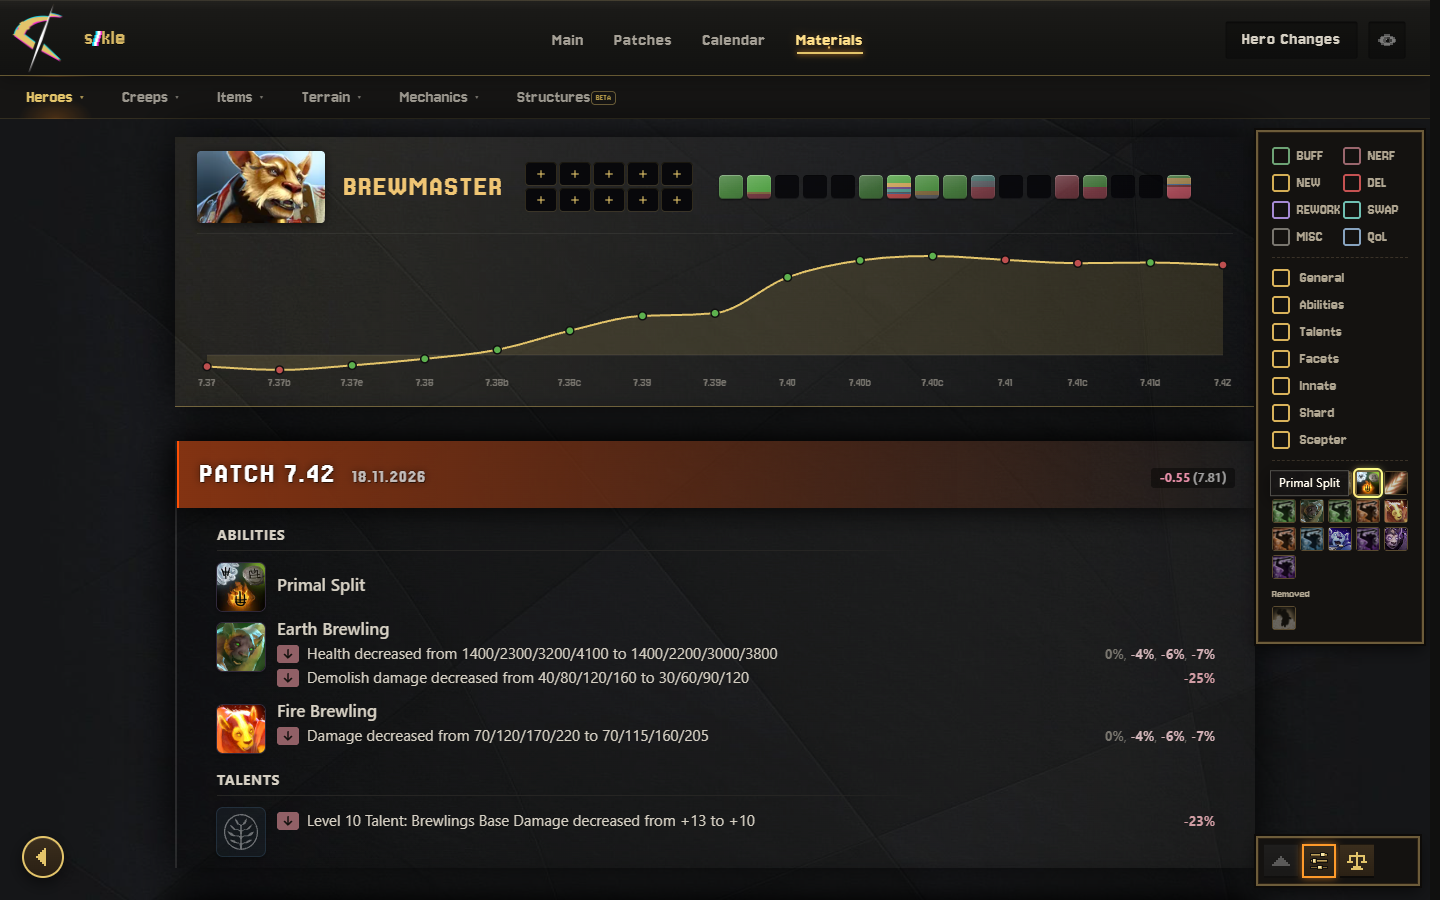 sikle
Main Patches Calendar Materials
Hero Changes
Heroes Creeps Items Terrain Mechanics Structures BETA
BREWMASTER
BUFF NERF
NEW DEL
REWORK SWAP
MISC QoL
General
Abilities
Talents
Facets
Innate
Shard
Scepter
Primal Split
Removed
7.37 7.37b 7.37e 7.38 7.38b 7.38c 7.39 7.39e 7.40 7.40b 7.40c 7.41 7.41c 7.41d 7.42
PATCH 7.42 18.11.2026 -0.55 (7.81)
ABILITIES
Primal Split
Earth Brewling
Health decreased from 1400/2300/3200/4100 to 1400/2200/3000/3800 0%, -4%, -6%, -7%
Demolish damage decreased from 40/80/120/160 to 30/60/90/120 -25%
Fire Brewling
Damage decreased from 70/120/170/220 to 70/115/160/205 0%, -4%, -6%, -7%
TALENTS
Level 10 Talent: Brewlings Base Damage decreased from +13 to +10 -23%